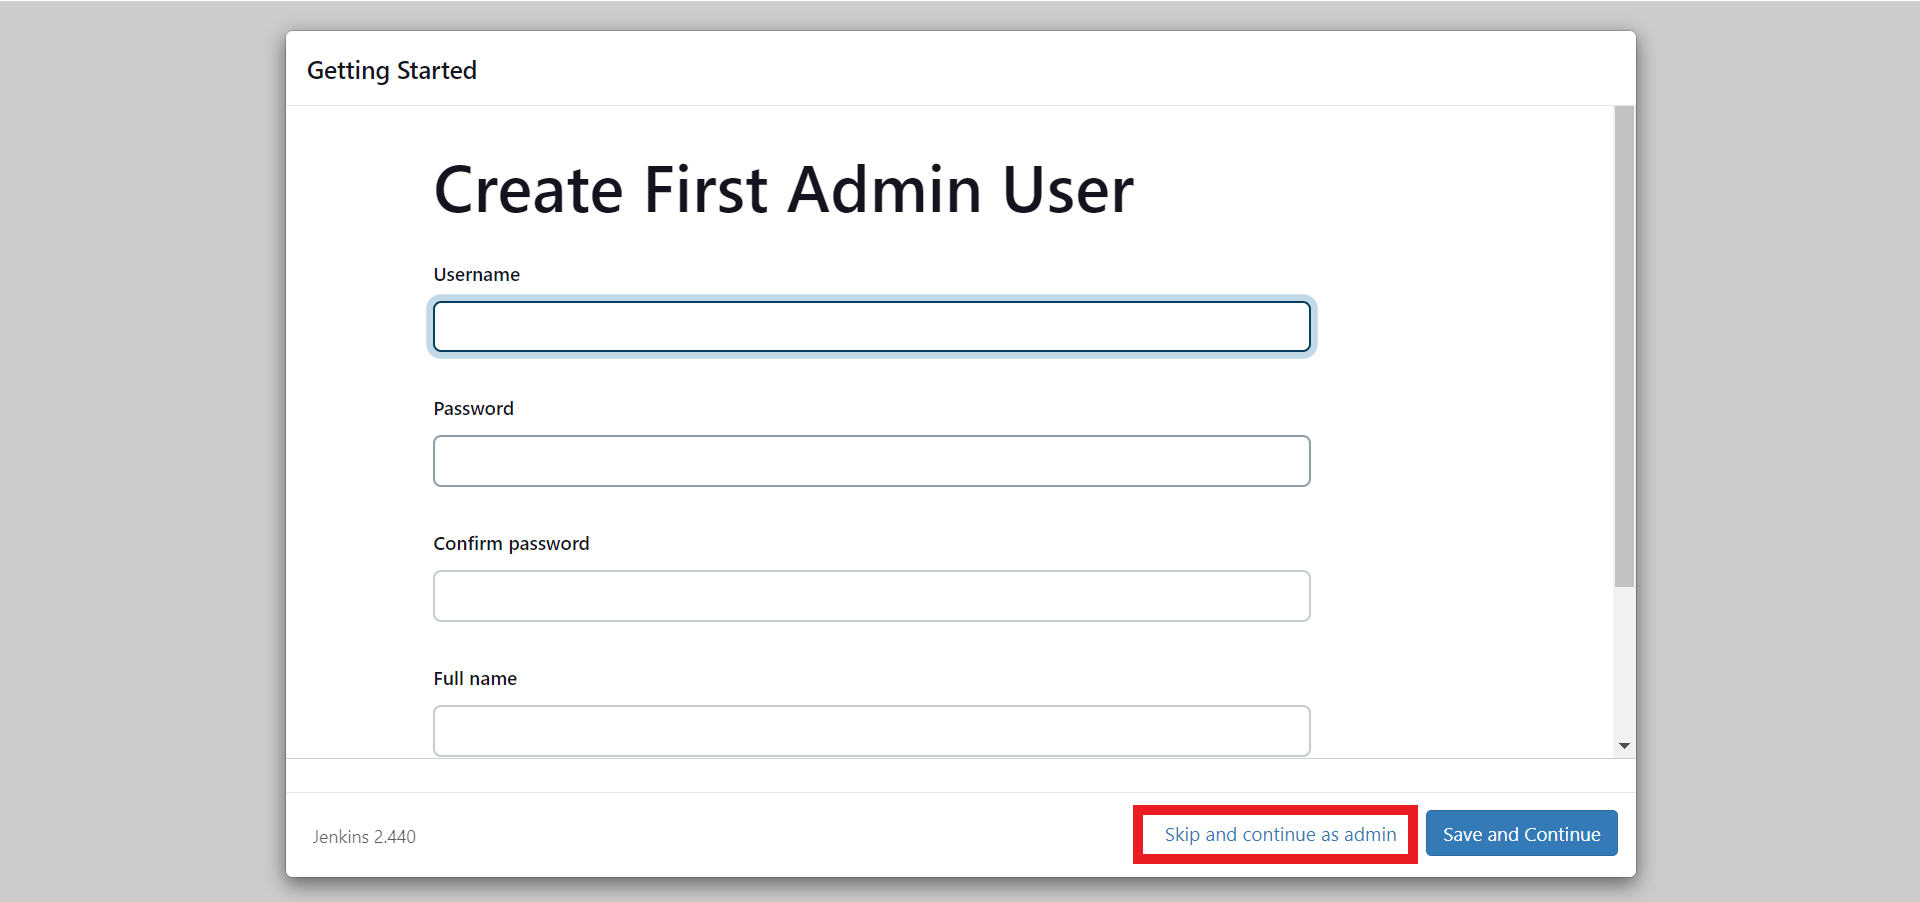 Getting Started
Create First Admin User
Username
Password
Confirm password
Full name
Jenkins 2.440
Skip and continue as admin
Save and Continue